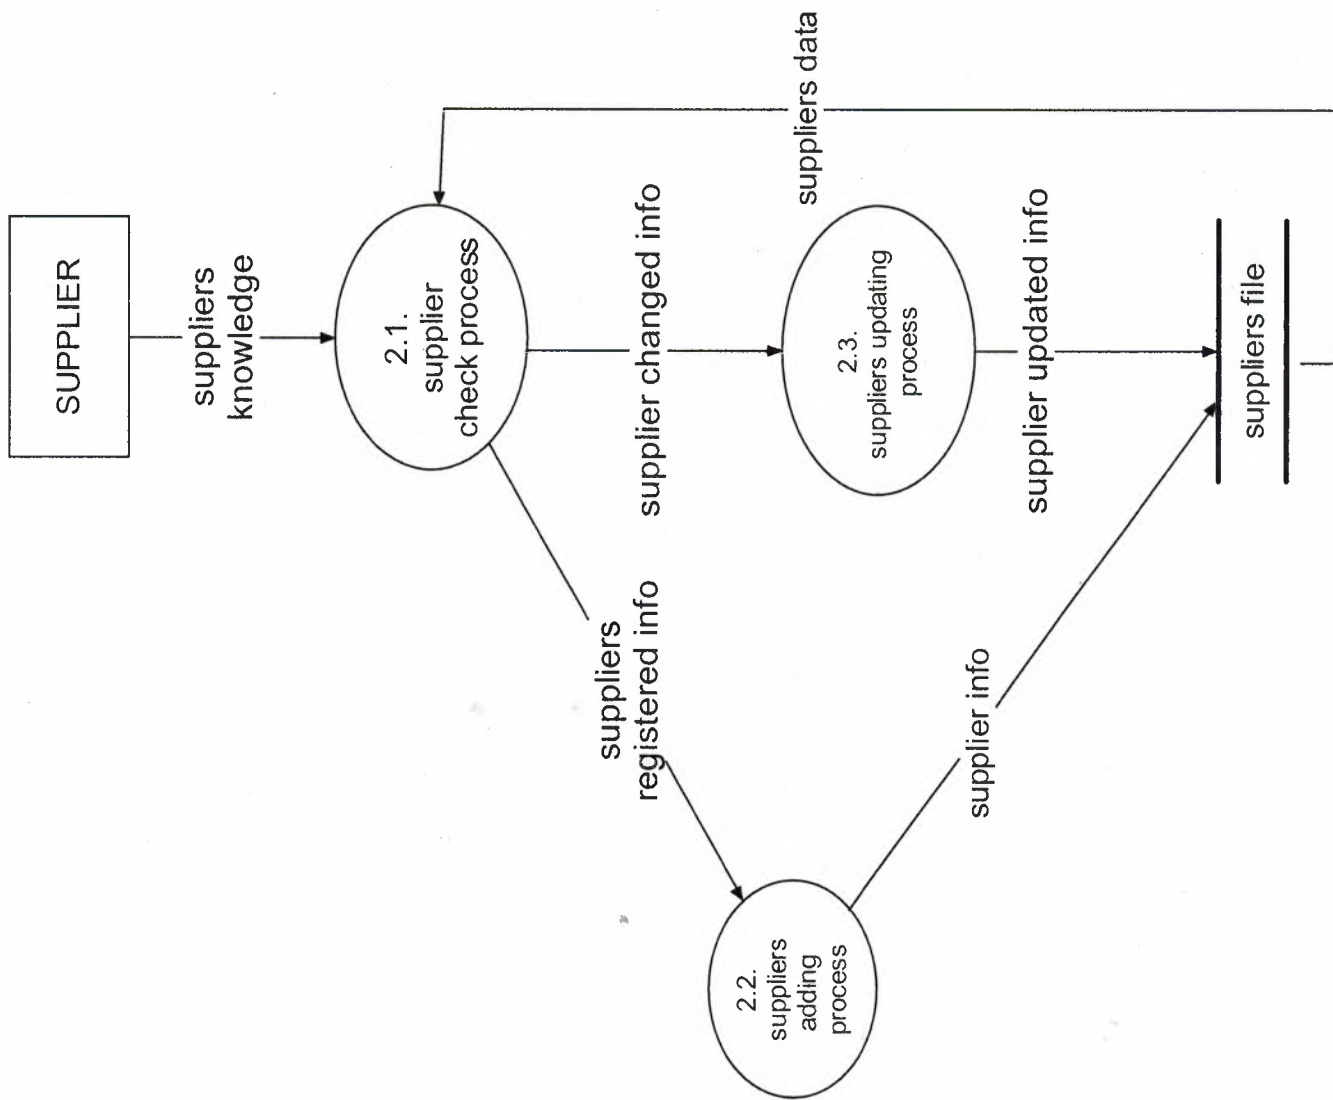 SUPPLIER
suppliers
knowledge
2.1.
supplier
check process
suppliers data
supplier changed info
suppliers
registered info
2.2.
suppliers
adding
process
2.3.
suppliers updating
process
supplier info
supplier updated info
suppliers file